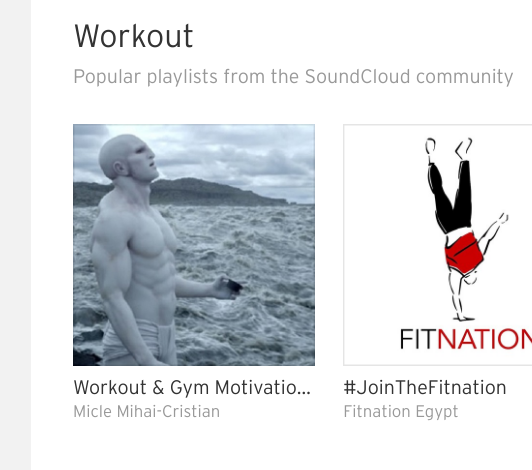 Workout
Popular playlists from the SoundCloud community
FITNATION
Workout & Gym Motivatio...
Micle Mihai-Cristian
#JoinTheFitnation
Fitnation Egypt